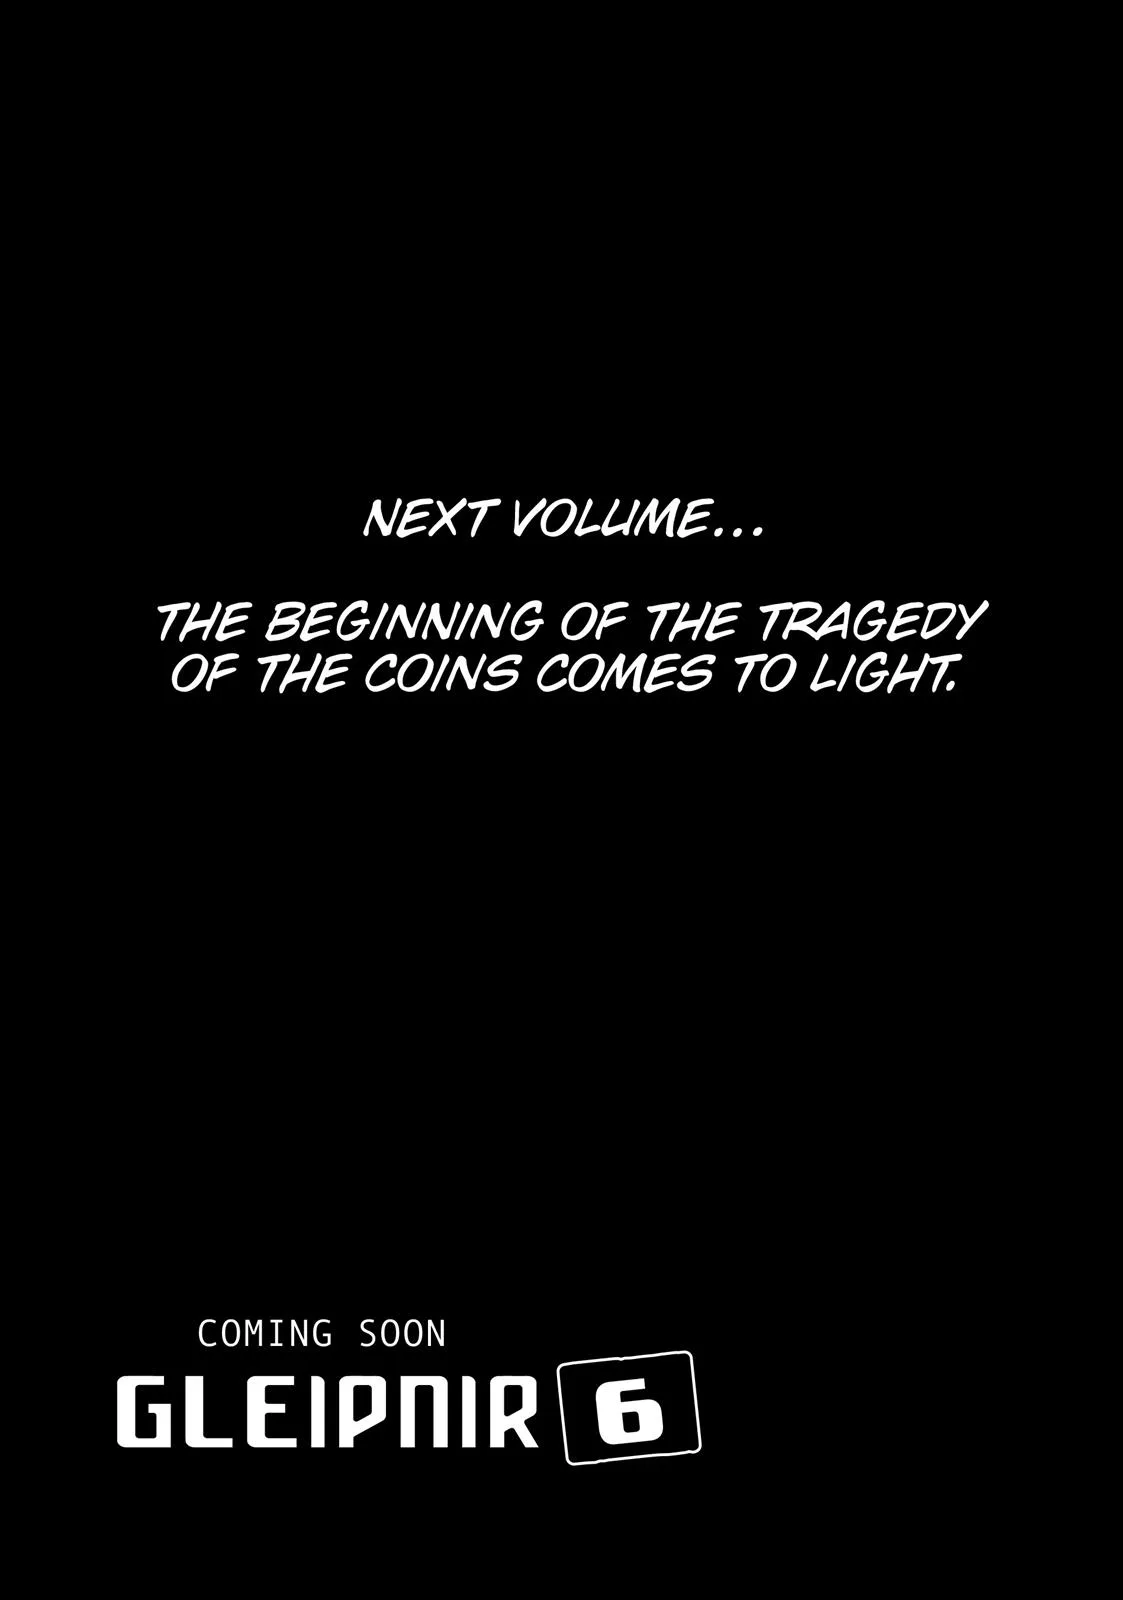 NEXT VOLUME...
THE BEGINNING OF THE TRAGEDY
OF THE COINS COMES TO LIGHT.
COMING SOON
GLEIPNIR 6